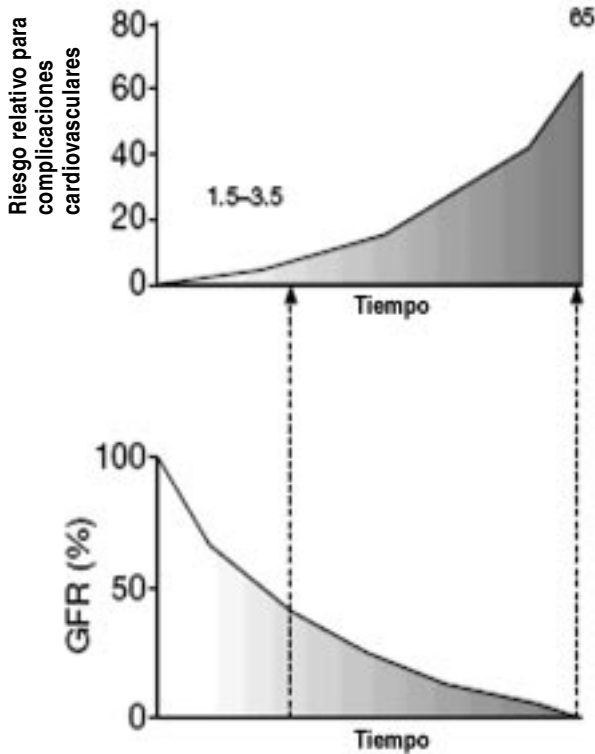 Riesgo relativo para
complicaciones
cardiovasculares
80
65
60
40
1.5–3.5
20
0
Tiempo
100
GFR (%)
50
0
Tiempo